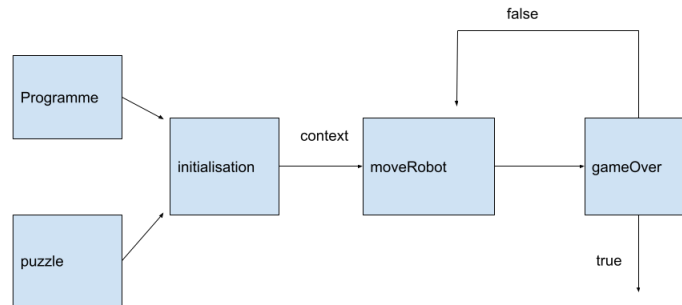 false
Programme
context
initialisation
moveRobot
gameOver
puzzle
true